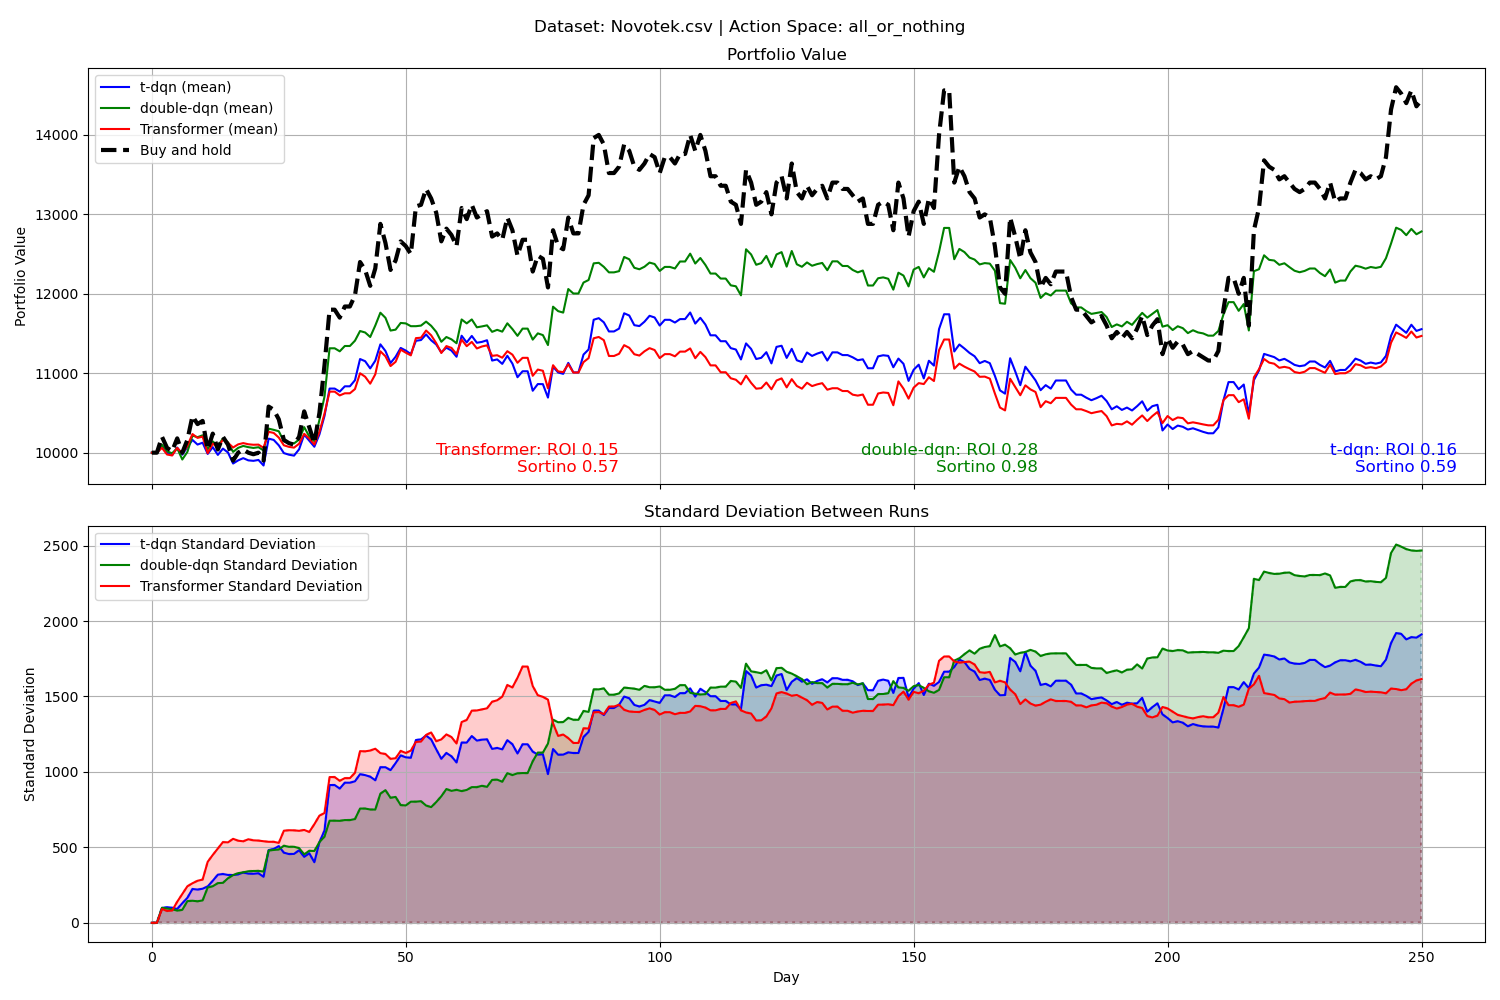 Dataset: Novotek.csv | Action Space: all_or_nothing
Portfolio Value
t-dqn (mean)
double-dqn (mean)
Transformer (mean)
Buy and hold
Portfolio Value
14000
13000
12000
11000
10000
Transformer: ROI 0.15
Sortino 0.57
double-dqn: ROI 0.28
Sortino 0.98
t-dqn: ROI 0.16
Sortino 0.59
Standard Deviation Between Runs
t-dqn Standard Deviation
double-dqn Standard Deviation
Transformer Standard Deviation
Standard Deviation
2500
2000
1500
1000
500
0
0 50 100 150 200 250
Day